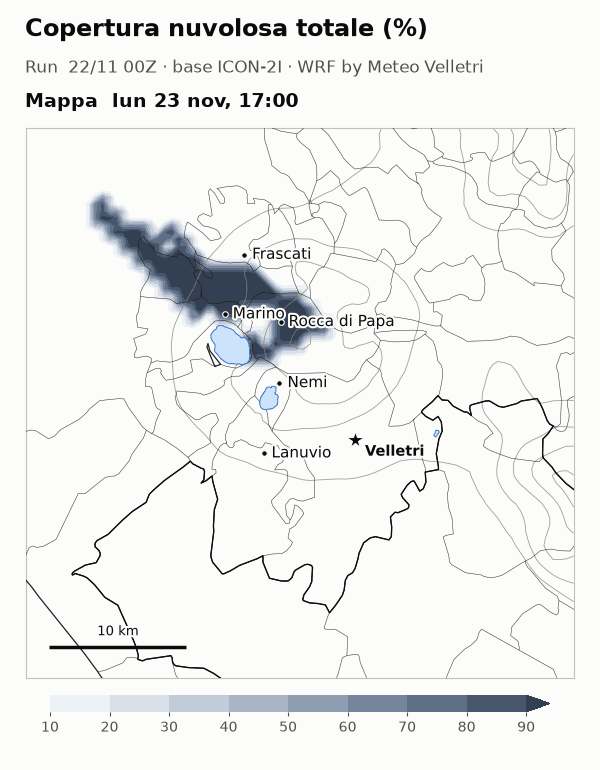 Copertura nuvolosa totale (%)
Run  22/11 00Z · base ICON-2I · WRF by Meteo Velletri
Mappa  lun 23 nov, 17:00
Frascati
Marino
Rocca di Papa
Nemi
Velletri
Lanuvio
10 km
10 20 30 40 50 60 70 80 90